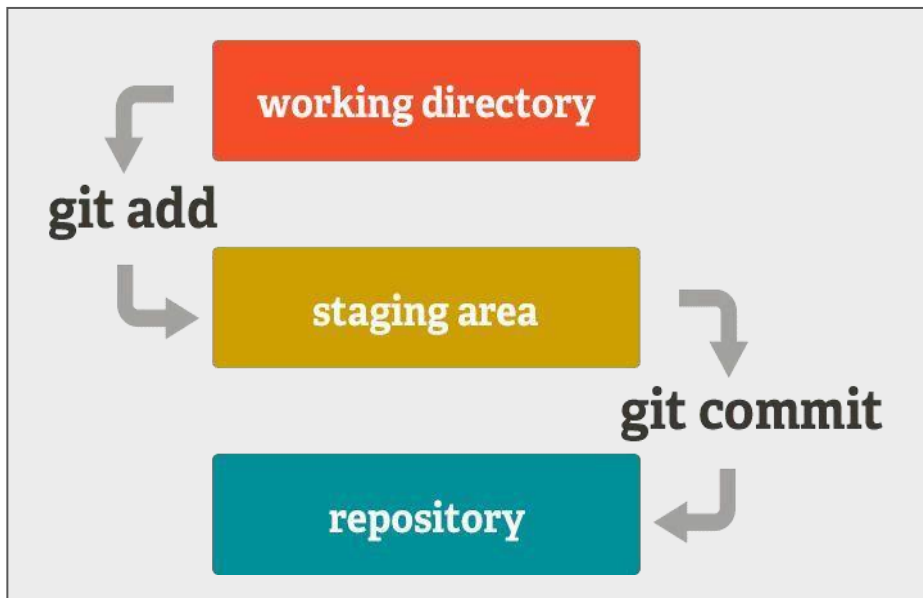 working directory
git add
staging area
git commit
repository